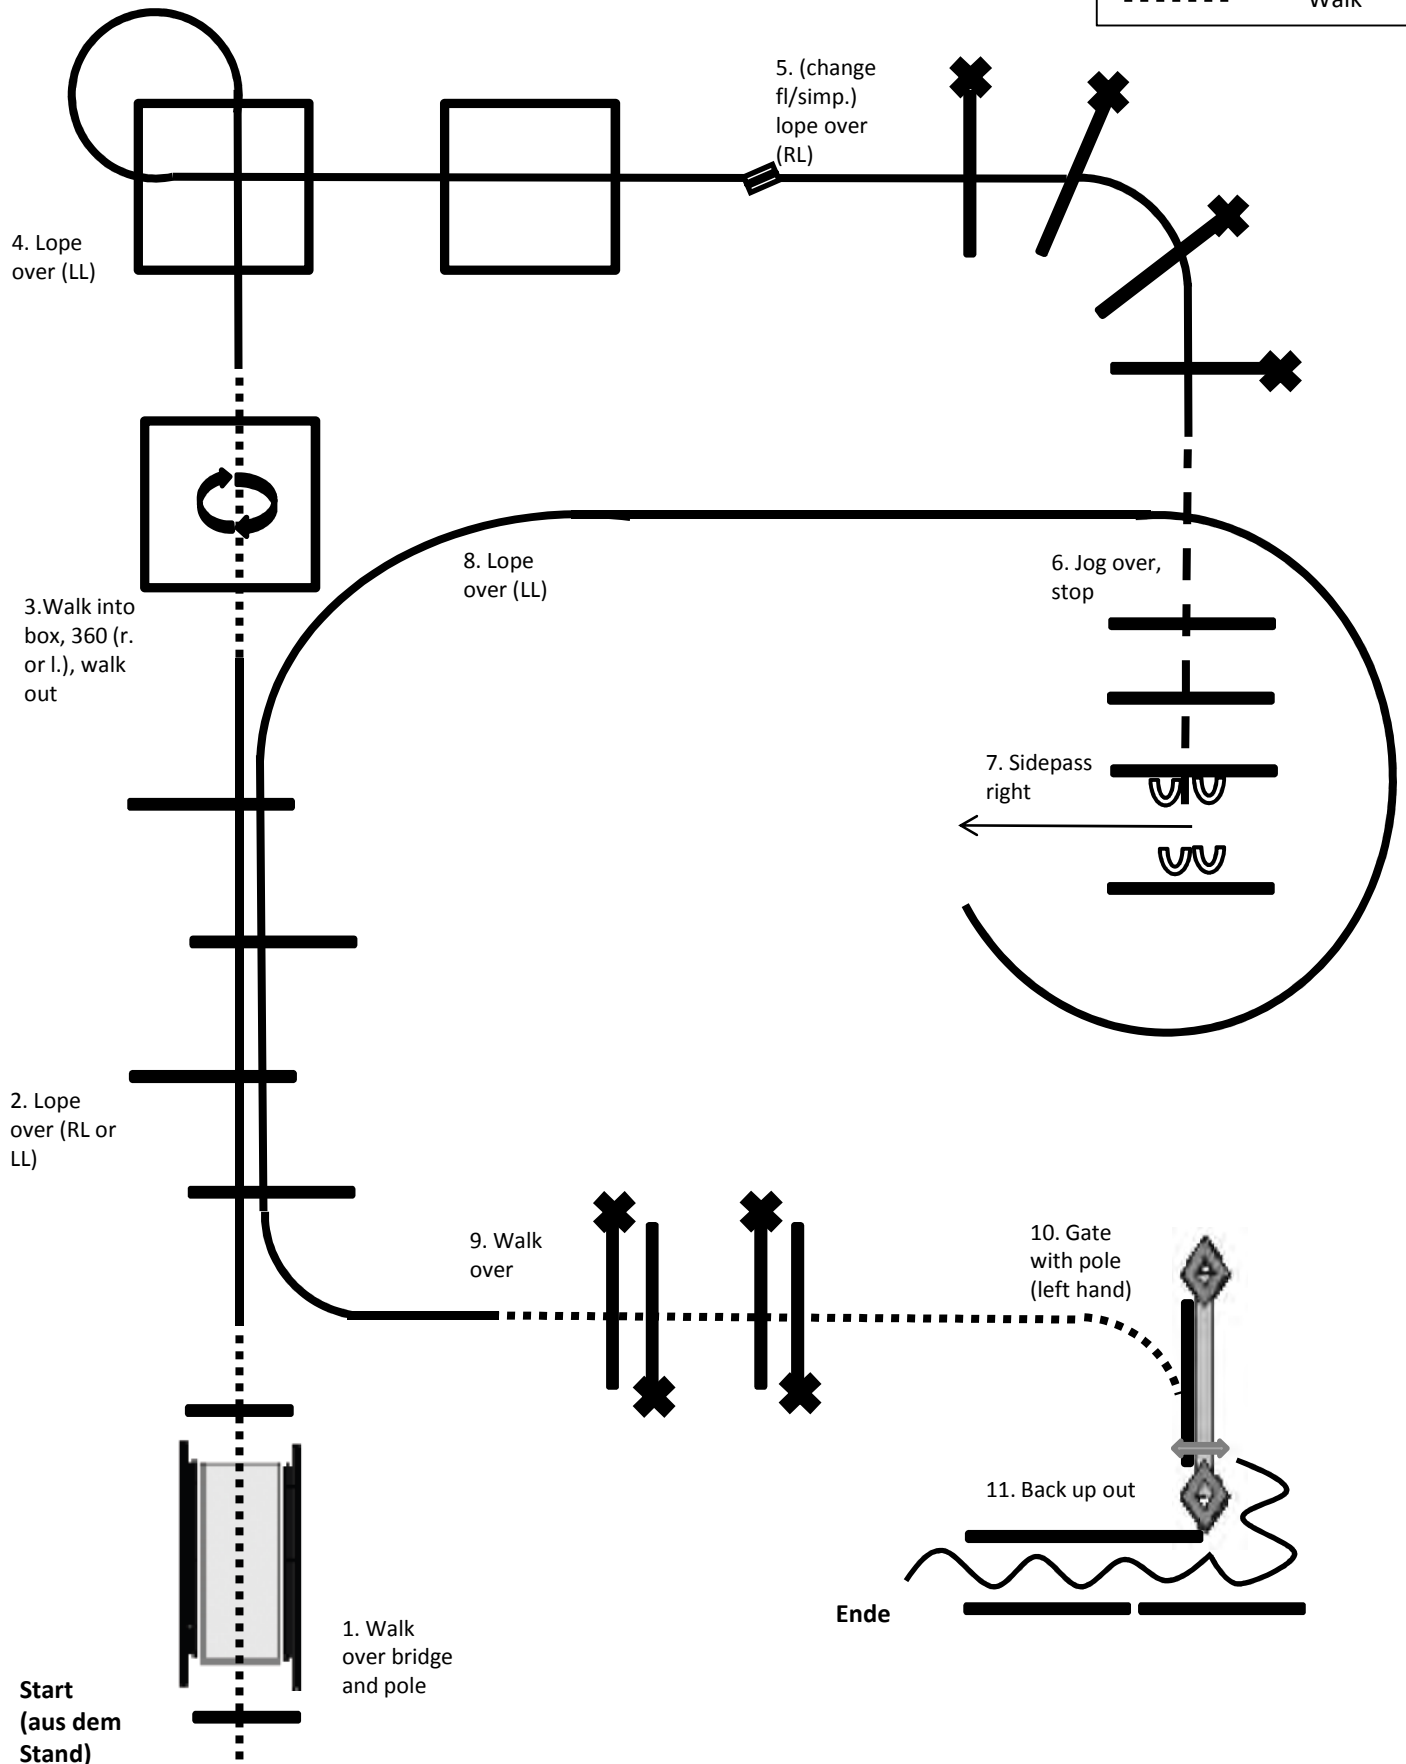 Walk
5. (change
fl/simp.)
lope over
(RL)
4. Lope
over (LL)
8. Lope
over (LL)
6. Jog over,
stop
3.Walk into
box, 360 (r.
or l.), walk
out
7. Sidepass
right
2. Lope
over (RL or
LL)
9. Walk
over
10. Gate
with pole
(left hand)
11. Back up out
Ende
1. Walk
over bridge
and pole
Start
(aus dem
Stand)